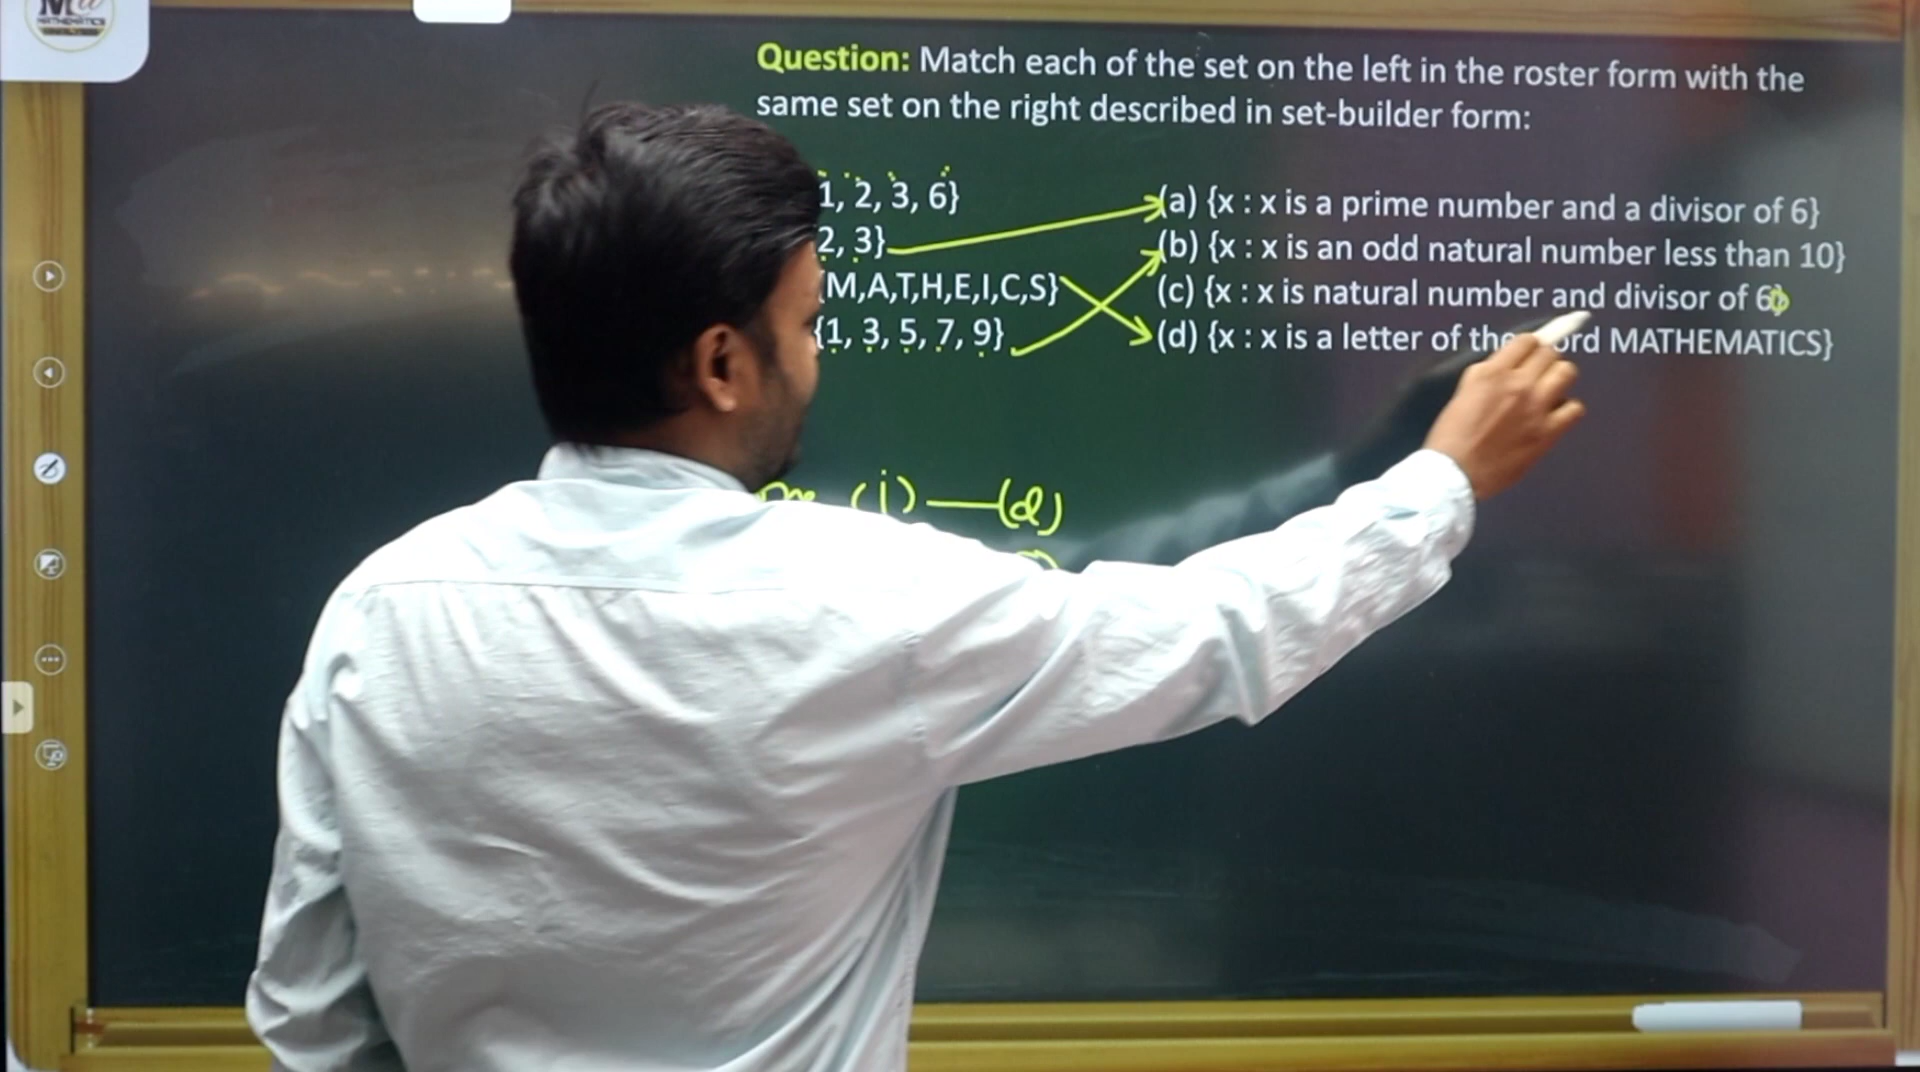 MATHEMATICS
Question: Match each of the set on the left in the roster form with the
same set on the right described in set-builder form:
1, 2, 3, 6}
(a) {x : x is a prime number and a divisor of 6}
2, 3}
(b) {x : x is an odd natural number less than 10}
{M,A,T,H,E,I,C,S}
(c) {x : x is natural number and divisor of 6}
{1, 3, 5, 7, 9}
(d) {x : x is a letter of the MATHEMATICS}
(i) — (d)